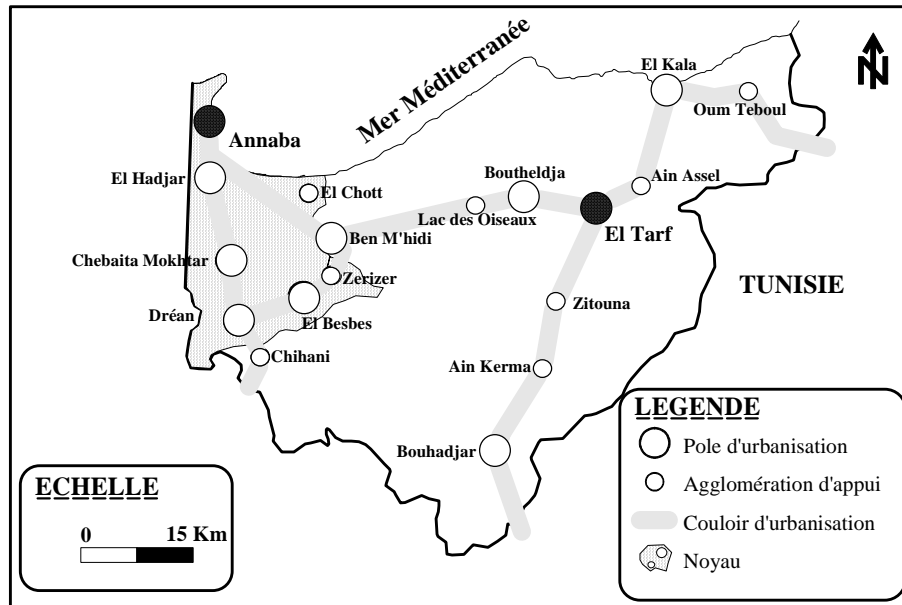 Mer Méditerranée
N
El Kala
Oum Teboul
Annaba
El Hadjar
El Chott
Boutheldja
Ain Assel
Lac des Oiseaux
El Tarf
Ben M'hidi
Chebaita Mokhtar
Zerizer
TUNISIE
Zitouna
Dréan
El Besbes
Chihani
Ain Kerma
Bouhadjar
LEGENDE
Pole d'urbanisation
Agglomération d'appui
Couloir d'urbanisation
Noyau
ECHELLE
0 15 Km